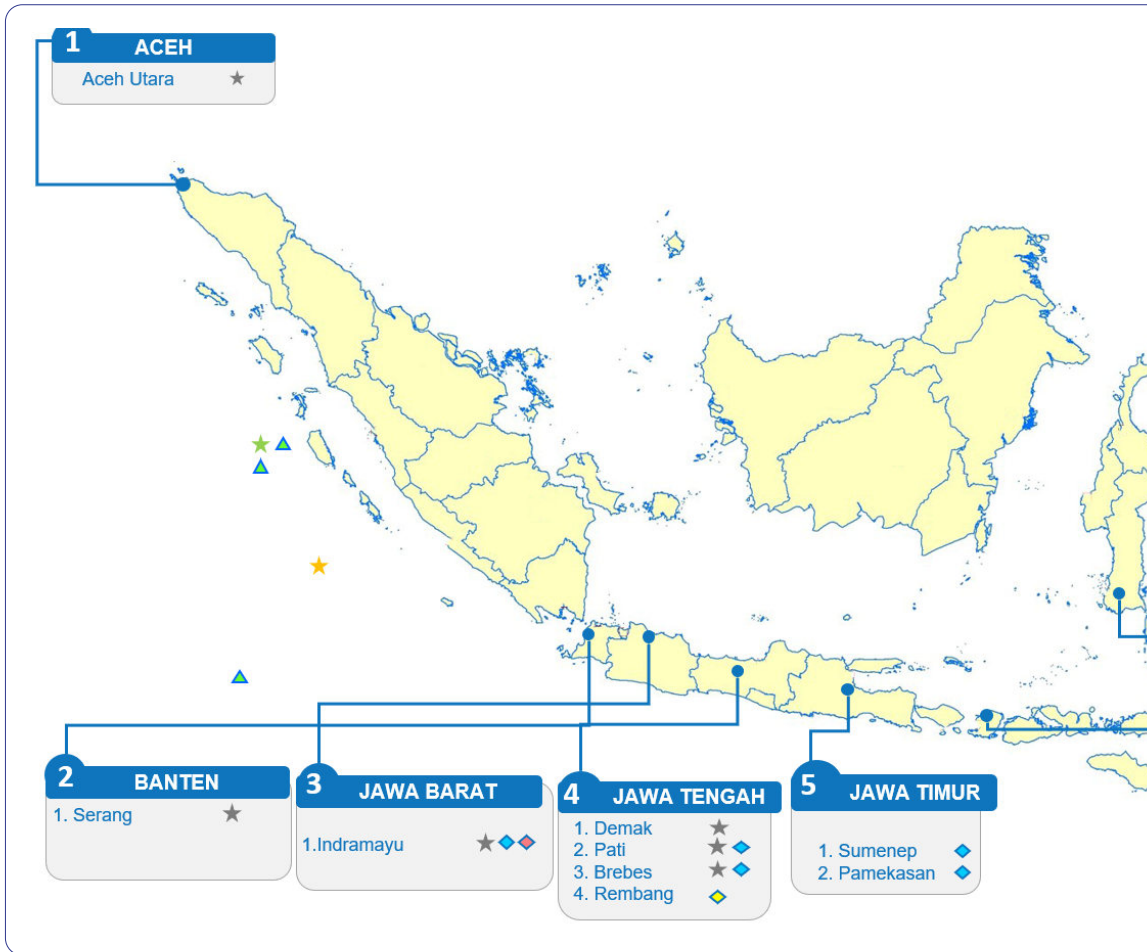 1 ACEH
Aceh Utara
2 BANTEN
1. Serang
3 JAWA BARAT
1.Indramayu
4 JAWA TENGAH
1. Demak
2. Pati
3. Brebes
4. Rembang
5 JAWA TIMUR
1. Sumenep
2. Pamekasan